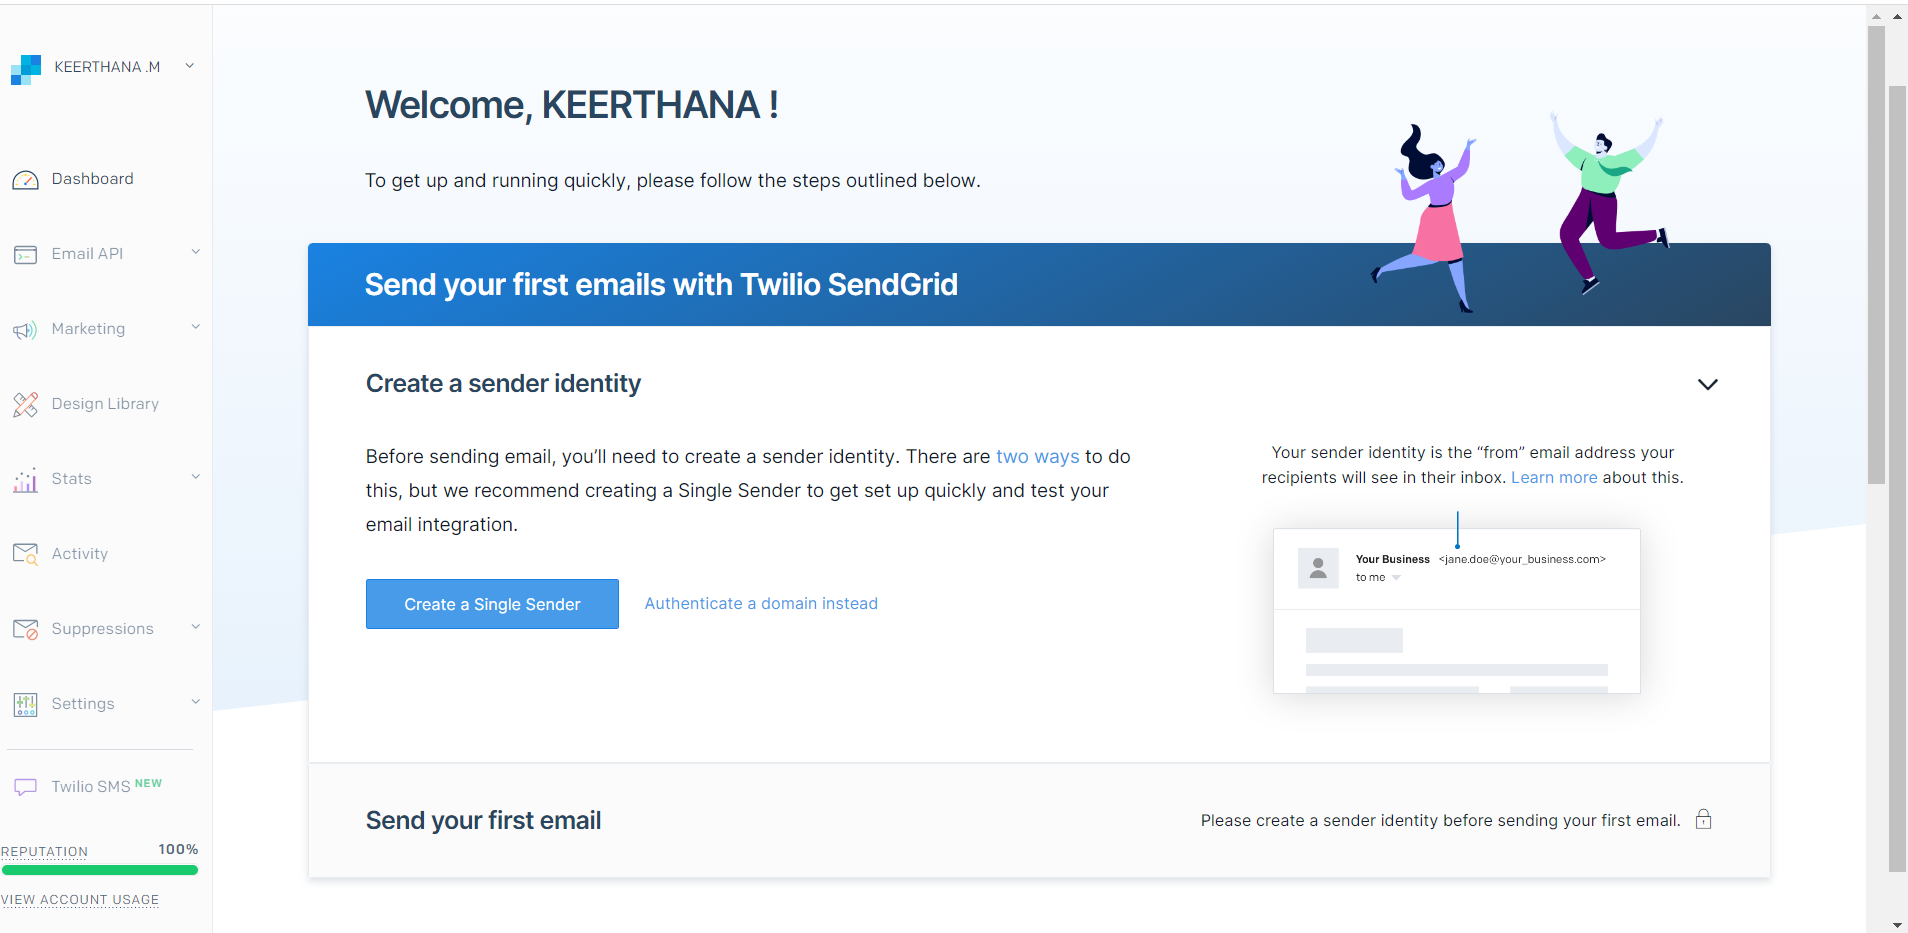 KEERTHANA .M
Dashboard
Email API
Marketing
Design Library
Stats
Activity
Suppressions
Settings
Twilio SMS NEW
REPUTATION 100%
VIEW ACCOUNT USAGE
Welcome, KEERTHANA !
To get up and running quickly, please follow the steps outlined below.
Send your first emails with Twilio SendGrid
Create a sender identity
Before sending email, you’ll need to create a sender identity. There are two ways to do
this, but we recommend creating a Single Sender to get set up quickly and test your
email integration.
Create a Single Sender
Authenticate a domain instead
Your sender identity is the “from” email address your
recipients will see in their inbox. Learn more about this.
Your Business <jane.doe@your_business.com>
to me
Send your first email
Please create a sender identity before sending your first email.